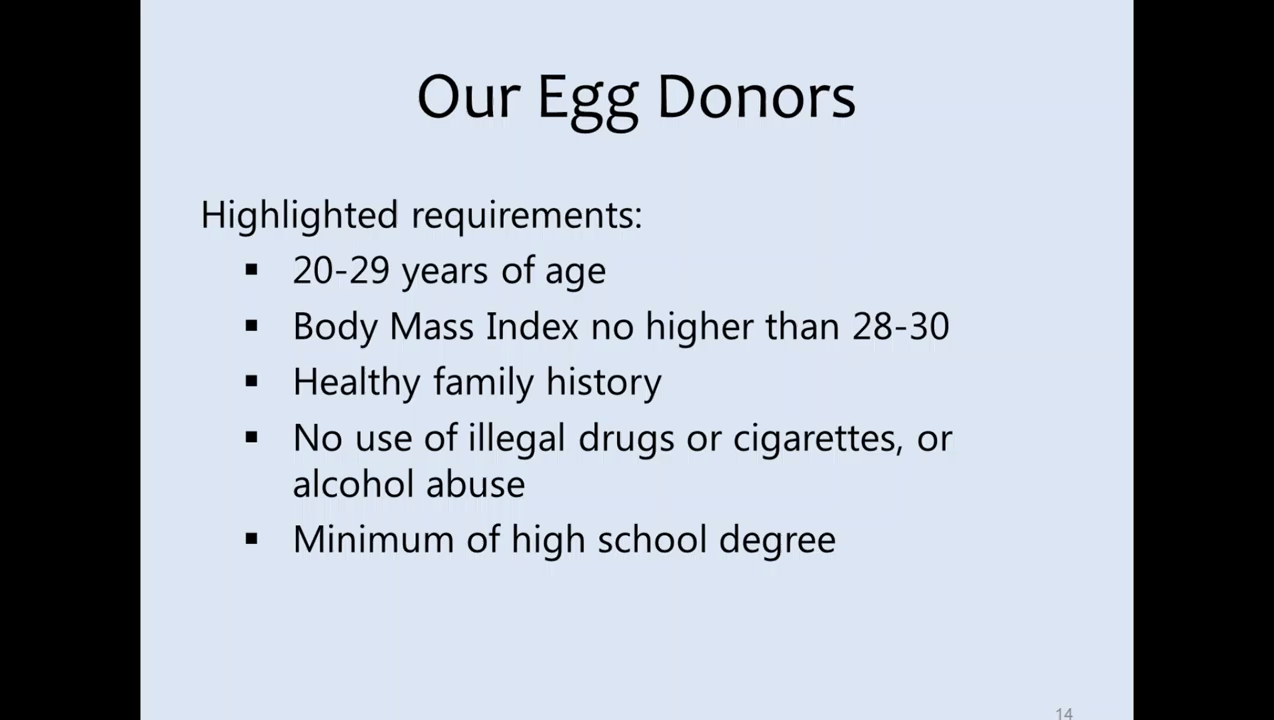 Our Egg Donors
Highlighted requirements:
▪ 20-29 years of age
▪ Body Mass Index no higher than 28-30
▪ Healthy family history
▪ No use of illegal drugs or cigarettes, or
alcohol abuse
▪ Minimum of high school degree
14